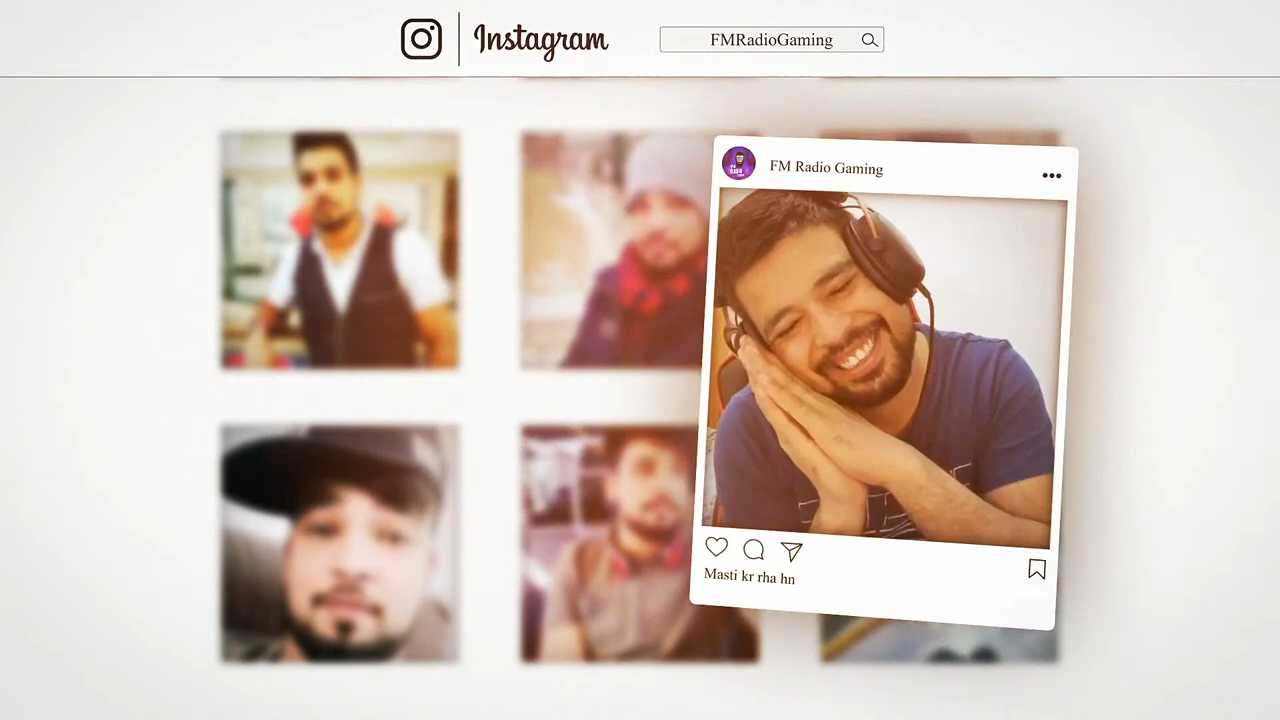 Instagram
FMRadioGaming
FM Radio Gaming
Masti kr rha hn